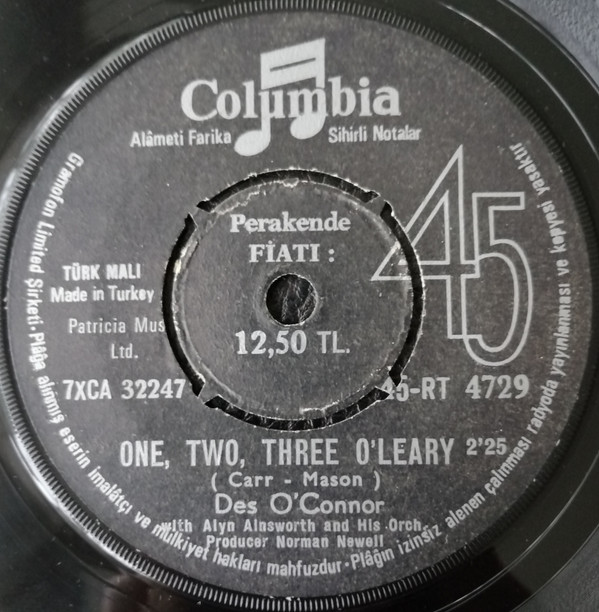 Columbia
Alâmeti Farika Sihirli Notalar
45
Perakende
FİATI :
12,50 TL.
TÜRK MALI
Made in Turkey
Patricia Mus
Ltd.
7XCA 32247
45-RT 4729
ONE, TWO, THREE O'LEARY 2'25
( Carr - Mason )
Des O'Connor
With Alyn Ainsworth and His Orch.
Producer Norman Newell
Gramofon Limited Şirketi. Plâğa alınmış eserin imalâtçı ve mülkiyet hakları mahfuzdur. Plâğın izinsiz alenen çalınması radyoda yayınlanması ve kopyesi yasaktır